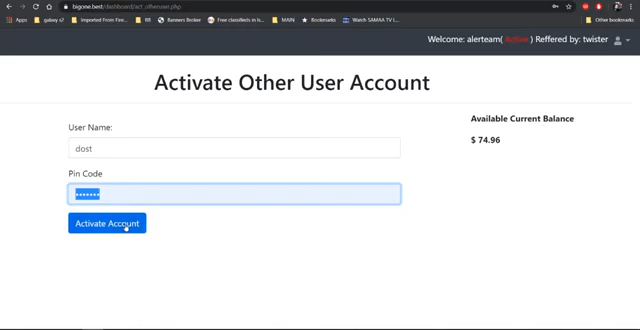 bigone.best/dashboard/act_otheruser.php
Apps
galaxy s2
Imported From Fire...
Banners Broker
Free classifieds in Is...
MAIN
Bookmarks
Watch SAMAA TV L...
Other bookmarks
Welcome: alerteam( Active ) Reffered by: twister
Activate Other User Account
Available Current Balance
User Name:
$ 74.96
dost
Pin Code
•••••••
Activate Account